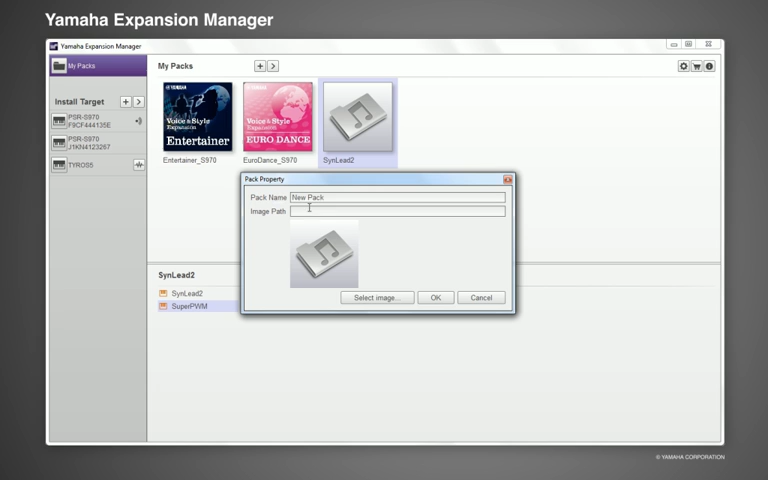 Yamaha Expansion Manager
Yamaha Expansion Manager
My Packs
My Packs
Install Target
PSR-S970
F9CF444135E
PSR-S970
J1KN4123267
TYROS5
YAMAHA
Voice & Style
Expansion
Entertainer
Entertainer_S970
YAMAHA
Voice & Style
Expansion
EURO DANCE
EuroDance_S970
SynLead2
Pack Property
Pack Name
New Pack
Image Path
Select image...
OK
Cancel
SynLead2
SynLead2
SuperPWM
© YAMAHA CORPORATION